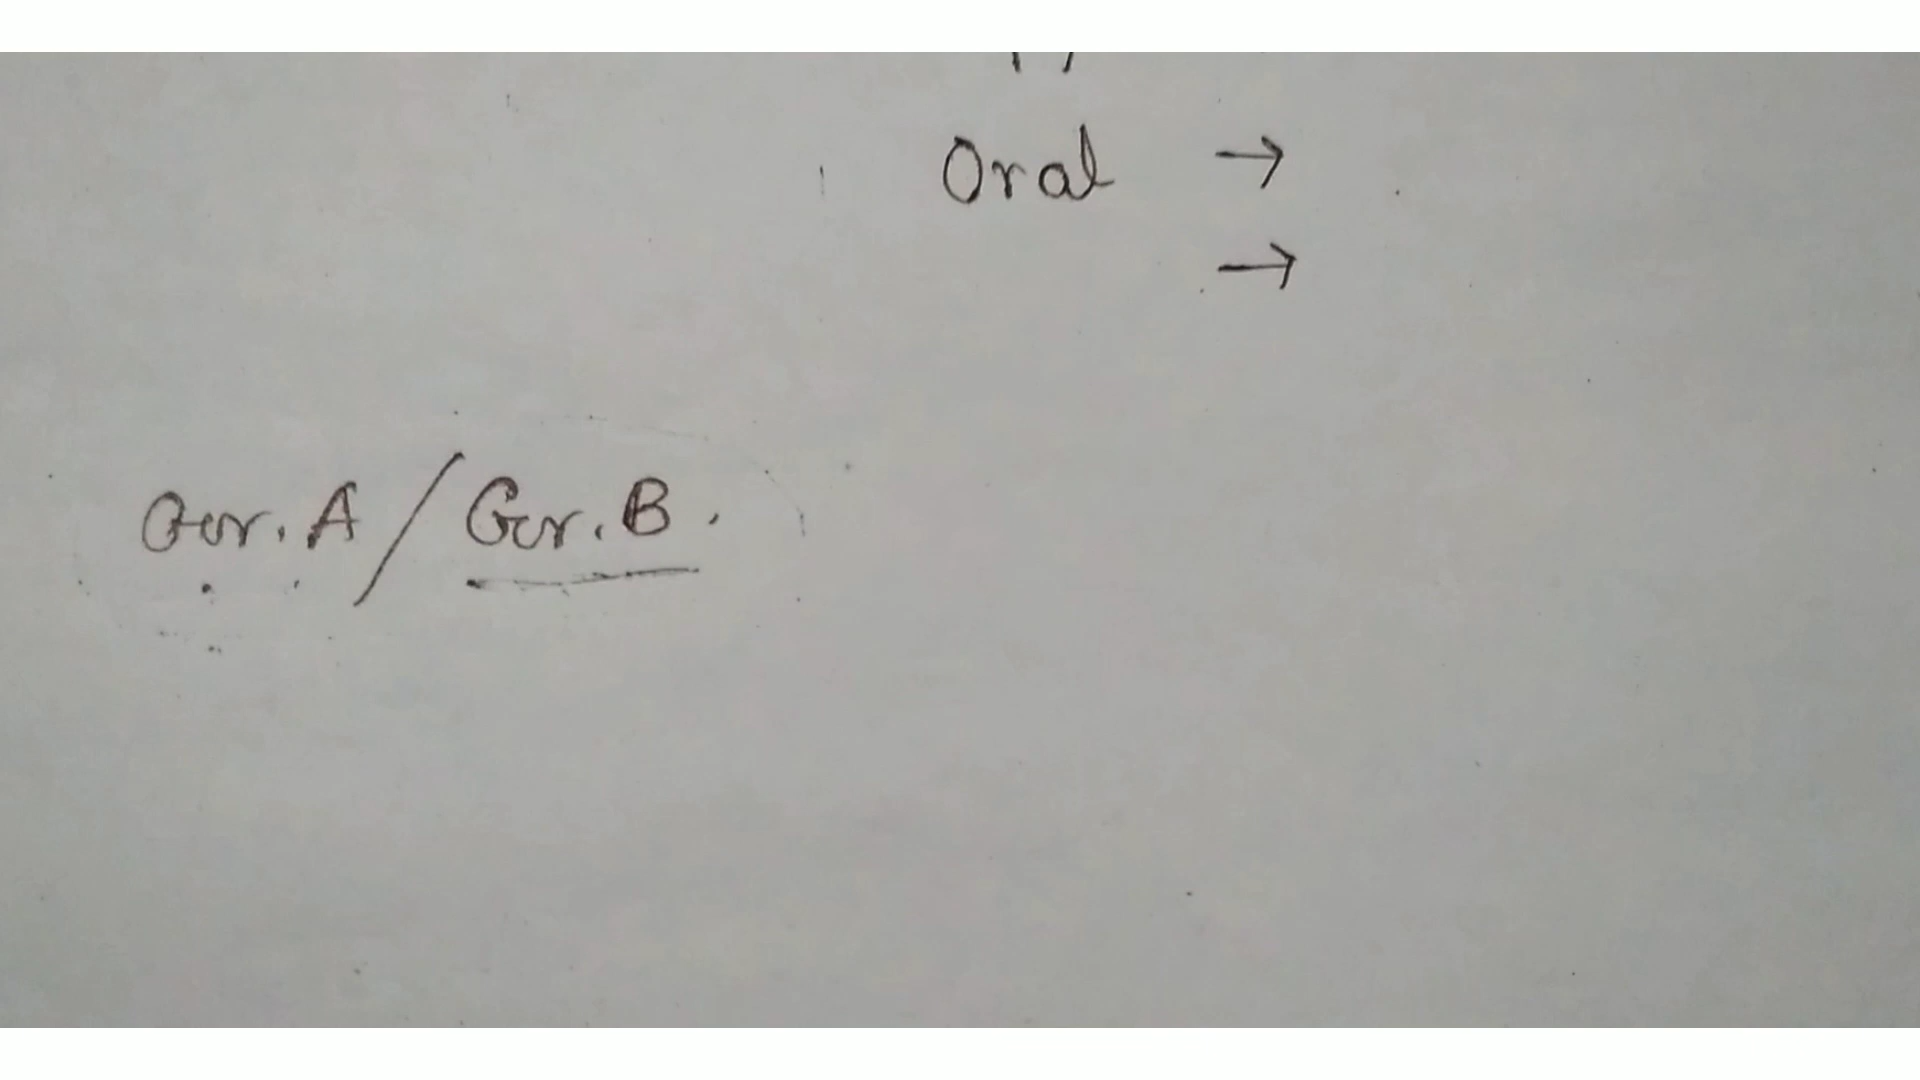 Oral →
→
Gr. A / Gr. B.